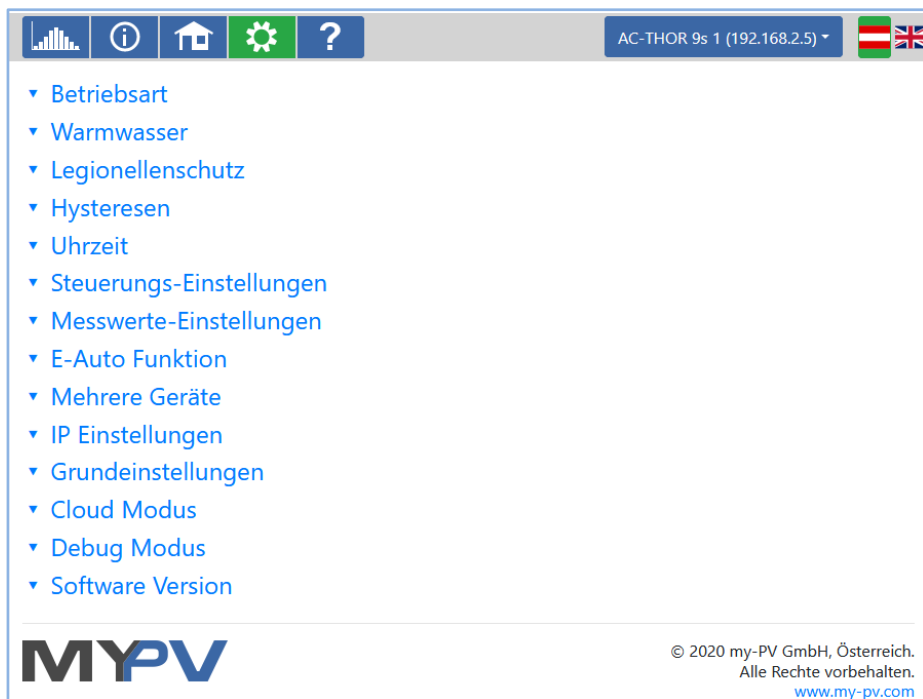 ?
AC-THOR 9s 1 (192.168.2.5)
Betriebsart
Warmwasser
Legionellenschutz
Hysteresen
Uhrzeit
Steuerungs-Einstellungen
Messwerte-Einstellungen
E-Auto Funktion
Mehrere Geräte
IP Einstellungen
Grundeinstellungen
Cloud Modus
Debug Modus
Software Version
MYPV
© 2020 my-PV GmbH, Österreich.
Alle Rechte vorbehalten.
www.my-pv.com